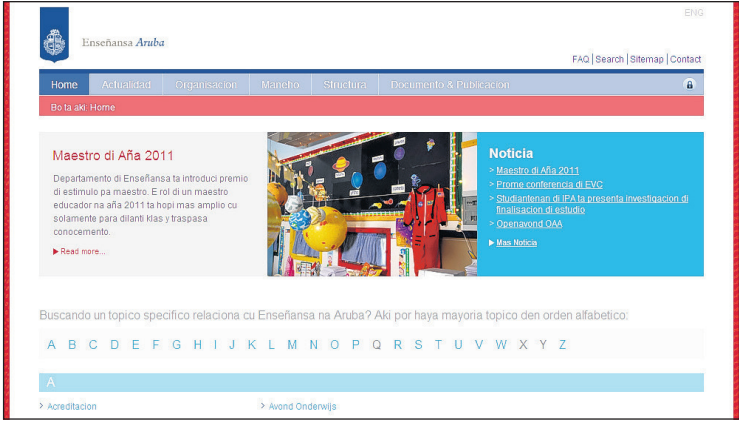 ENG
Enseñansa Aruba
FAQ | Search | Sitemap | Contact
Home Actualidad Organisacion Maneho Structura Documento & Publicacion
Bo ta aki: Home
Maestro di Aña 2011
Departamento di Enseñansa ta introduci premio
di estimulo pa maestro. E rol di un maestro
educador na aña 2011 ta hopi mas amplio cu
solamente para dilanti klas y traspasa
conocemento.
Read more...
Noticia
> Maestro di Aña 2011
> Prome conferencia di EVC
> Studiantenan di IPA ta presenta investigacion di
finalisacion di estudio
> Openavond OAA
Mas Noticia
Buscando un topico specifico relaciona cu Enseñansa na Aruba? Aki por haya mayoria topico den orden alfabetico:
A B C D E F G H I J K L M N O P Q R S T U V W X Y Z
A
> Acreditacion
> Avond Onderwijs